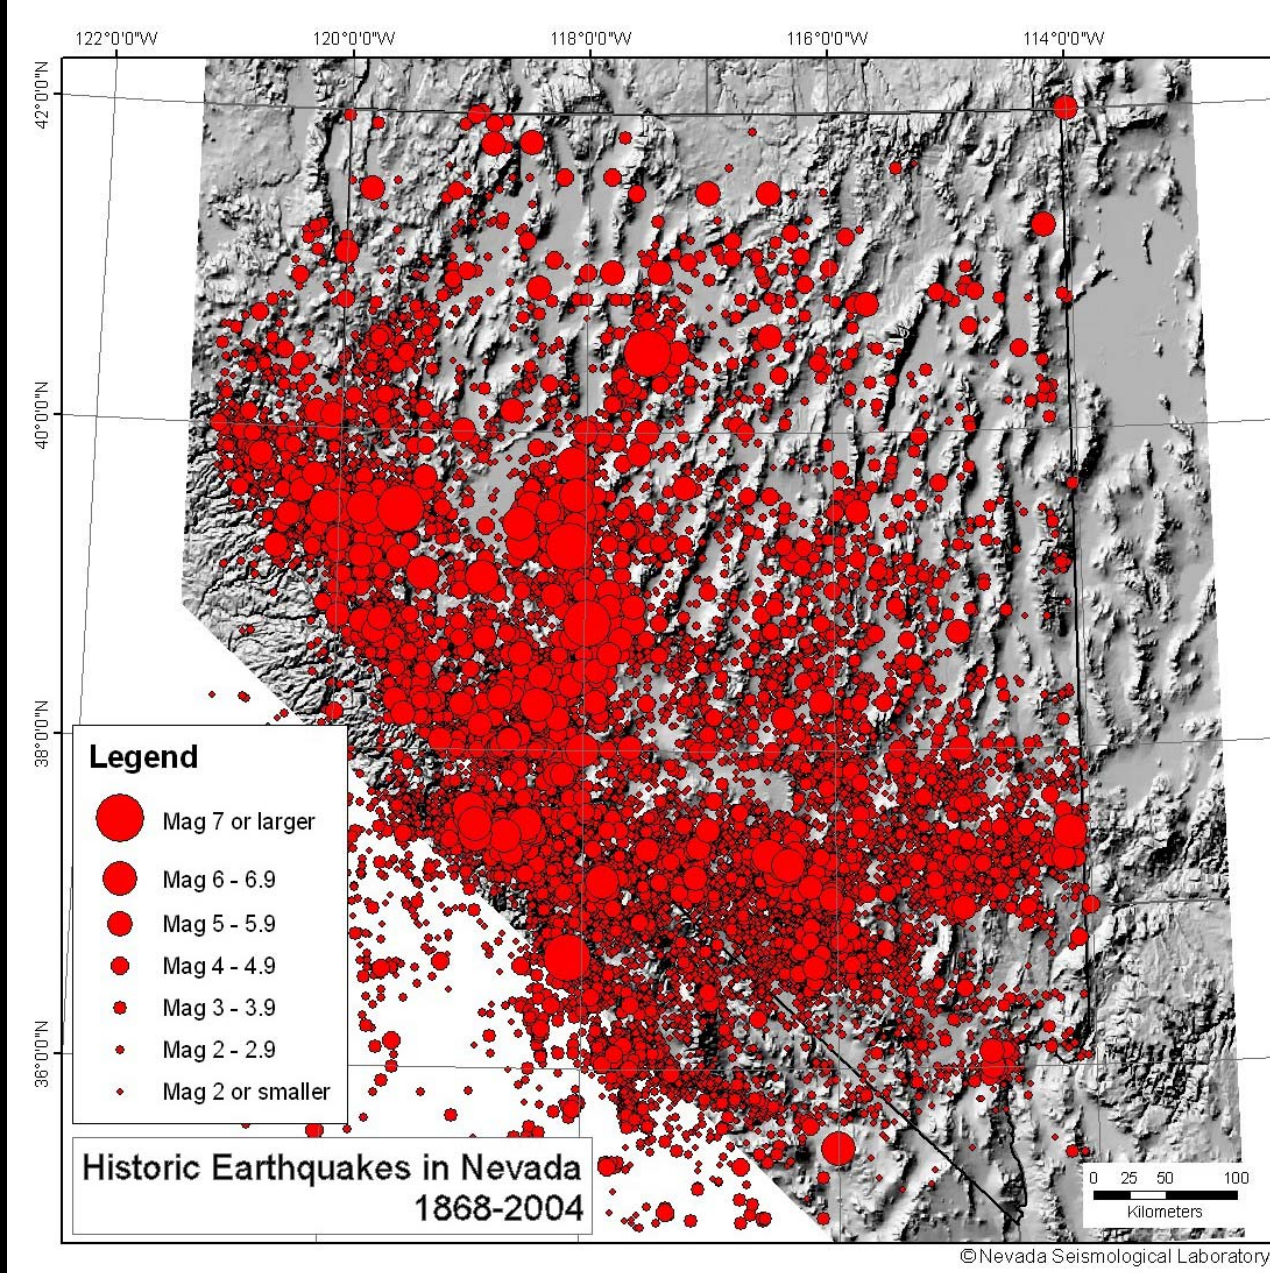 122°0'0"W 120°0'0"W 118°0'0"W 116°0'0"W 114°0'0"W
42°0'0"N
40°0'0"N
38°0'0"N
36°0'0"N
Legend
Mag 7 or larger
Mag 6 - 6.9
Mag 5 - 5.9
Mag 4 - 4.9
Mag 3 - 3.9
Mag 2 - 2.9
Mag 2 or smaller
Historic Earthquakes in Nevada
1868-2004
0 25 50 100
Kilometers
©Nevada Seismological Laboratory